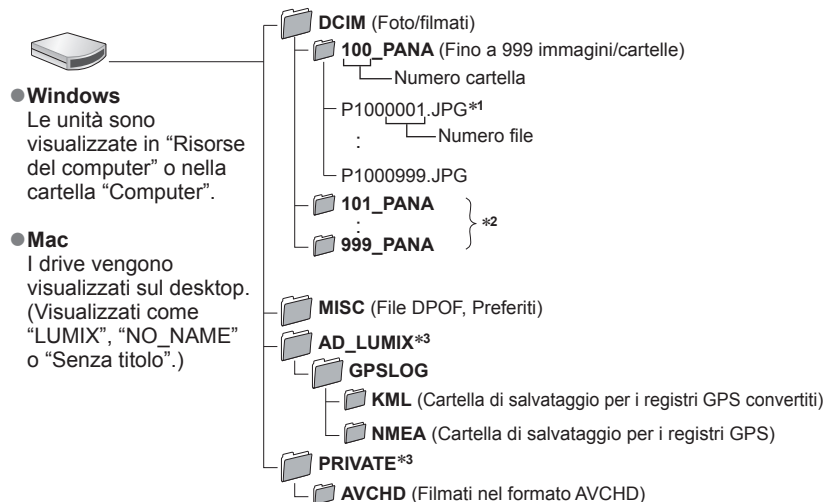 ●Windows
Le unità sono
visualizzate in “Risorse
del computer” o nella
cartella “Computer”.
●Mac
I drive vengono
visualizzati sul desktop.
(Visualizzati come
“LUMIX”, “NO_NAME”
o “Senza titolo”.)
DCIM (Foto/filmati)
100_PANA (Fino a 999 immagini/cartelle)
Numero cartella
P1000001.JPG*1
Numero file
:
P1000999.JPG
101_PANA
:
*2
999_PANA
MISC (File DPOF, Preferiti)
AD_LUMIX*3
GPSLOG
KML (Cartella di salvataggio per i registri GPS convertiti)
NMEA (Cartella di salvataggio per i registri GPS)
PRIVATE*3
AVCHD (Filmati nel formato AVCHD)